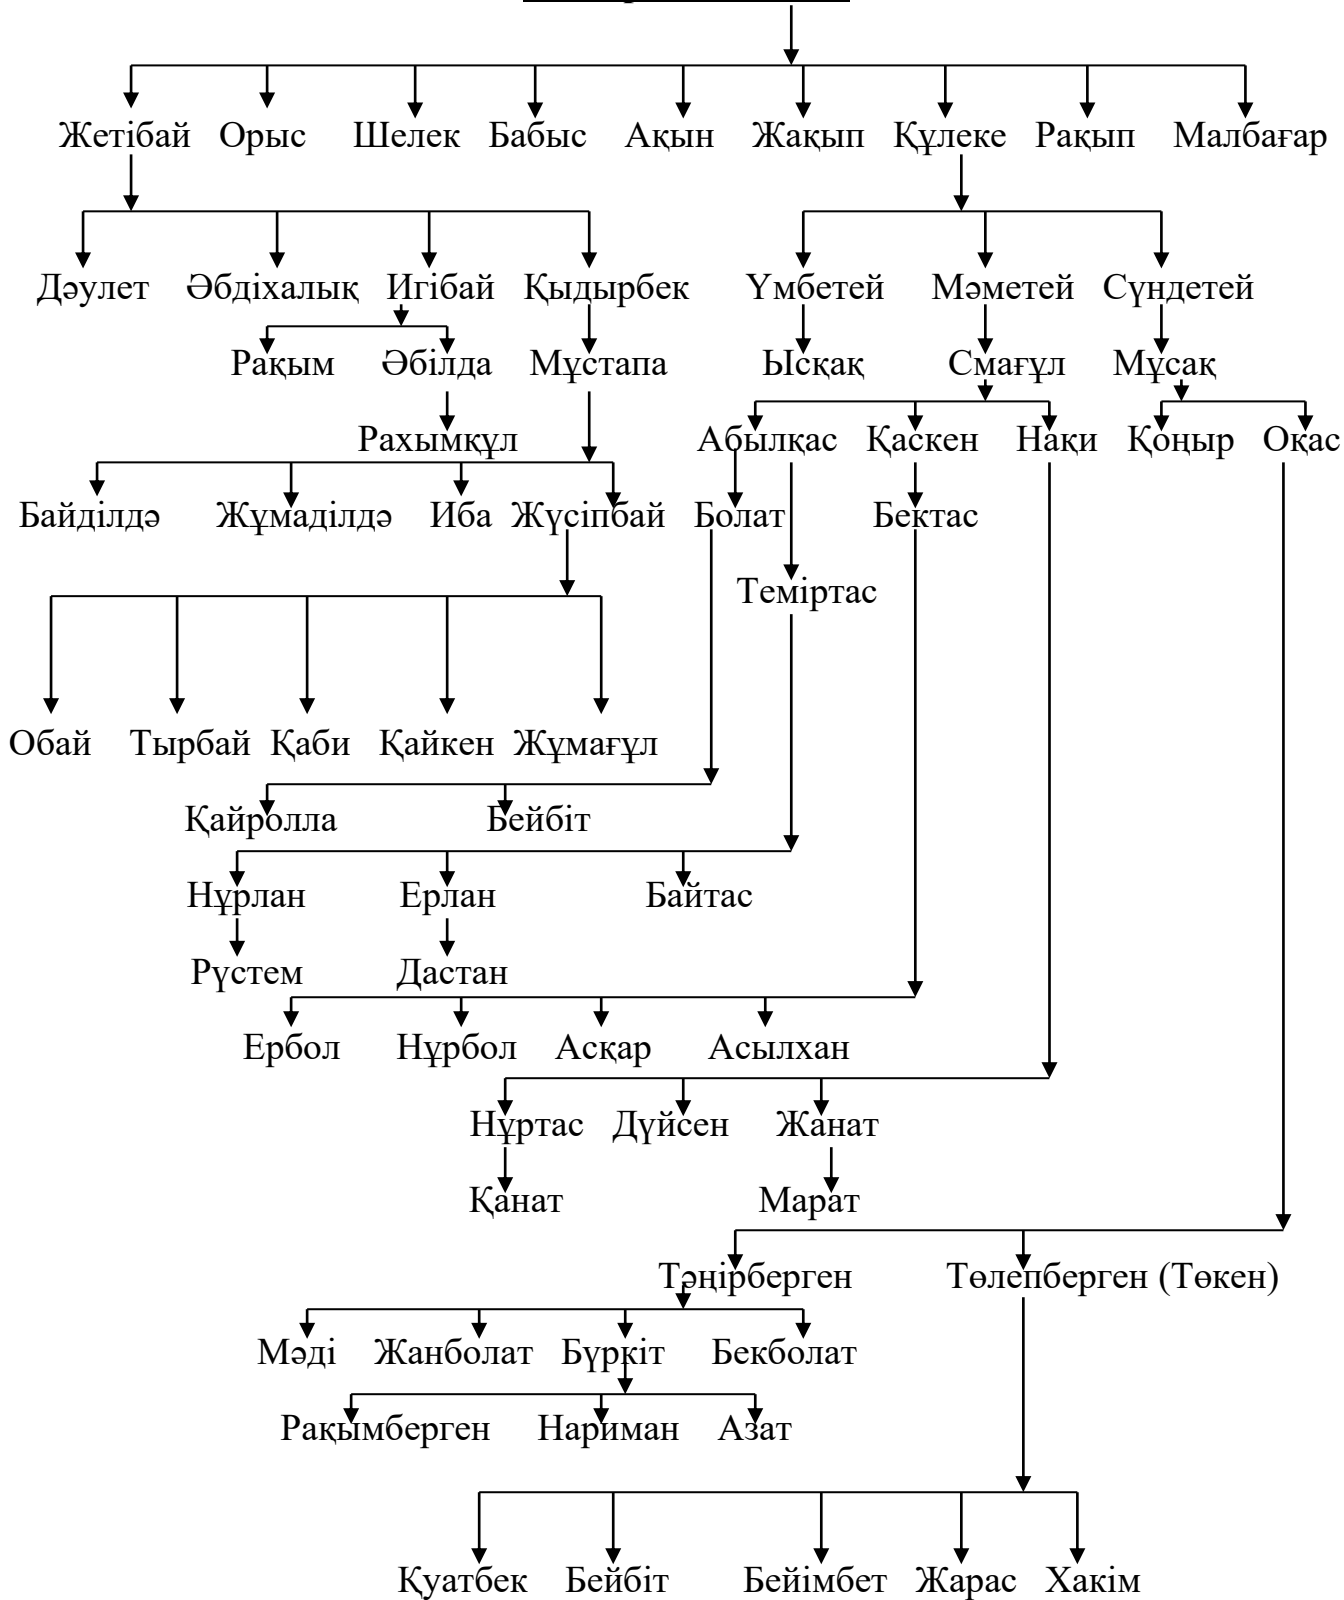 Жетібай Орыс Шелек Бабыс Ақын Жақып Құлеке Рақып Малбағар
Дәулет Әбдіхалық Игібай Қыдырбек Үмбетей Мәметей Сүндетей
Рақым Әбілда Мұстапа Ысқақ Смағұл Мұсақ
Рахымқұл Абылқас Қаскен Нақи Қоңыр Оқас
Байділдә Жұмаділдә Иба Жүсіпбай Болат Бектас
Теміртас
Обай Тырбай Қаби Қайкен Жұмағұл
Қайролла Бейбіт
Нұрлан Ерлан Байтас
Рүстем Дастан
Ербол Нұрбол Асқар Асылхан
Нұртас Дүйсен Жанат
Қанат Марат
Тәңірберген Төлепберген (Төкен)
Мәді Жанболат Бүркіт Бекболат
Рақымберген Нариман Азат
Қуатбек Бейбіт Бейімбет Жарас Хакім